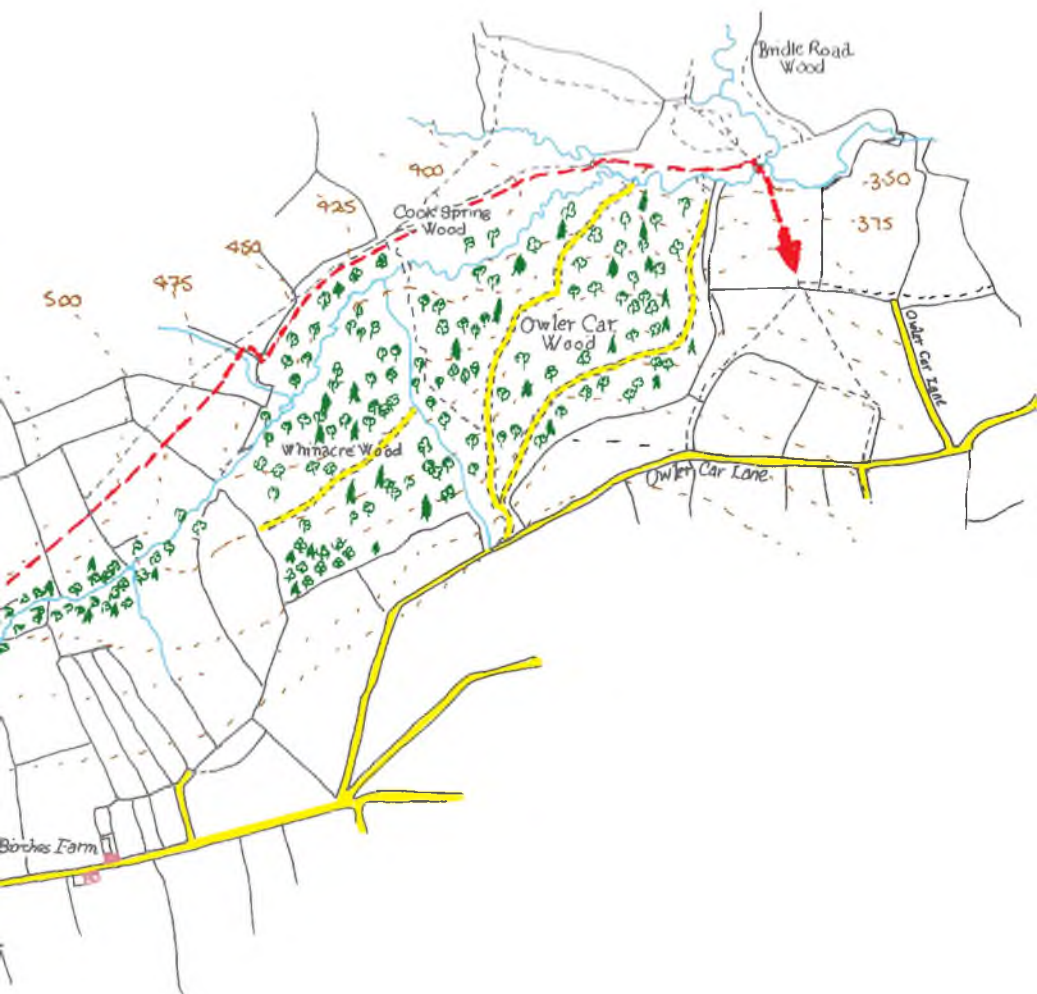 Bridle Road
Wood
400
350
425
Cook Spring
Wood
375
450
475
500
Owler Car
Wood
Owler Car Lane
Whinacre Wood
Owler Car Lane
Birches Farm